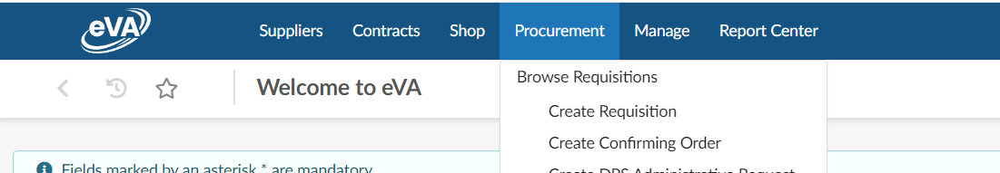 eVA
Suppliers Contracts Shop Procurement Manage Report Center
Welcome to eVA
Browse Requisitions
Create Requisition
Create Confirming Order
Create DPS Administrative Request
Fields marked by an asterisk * are mandatory